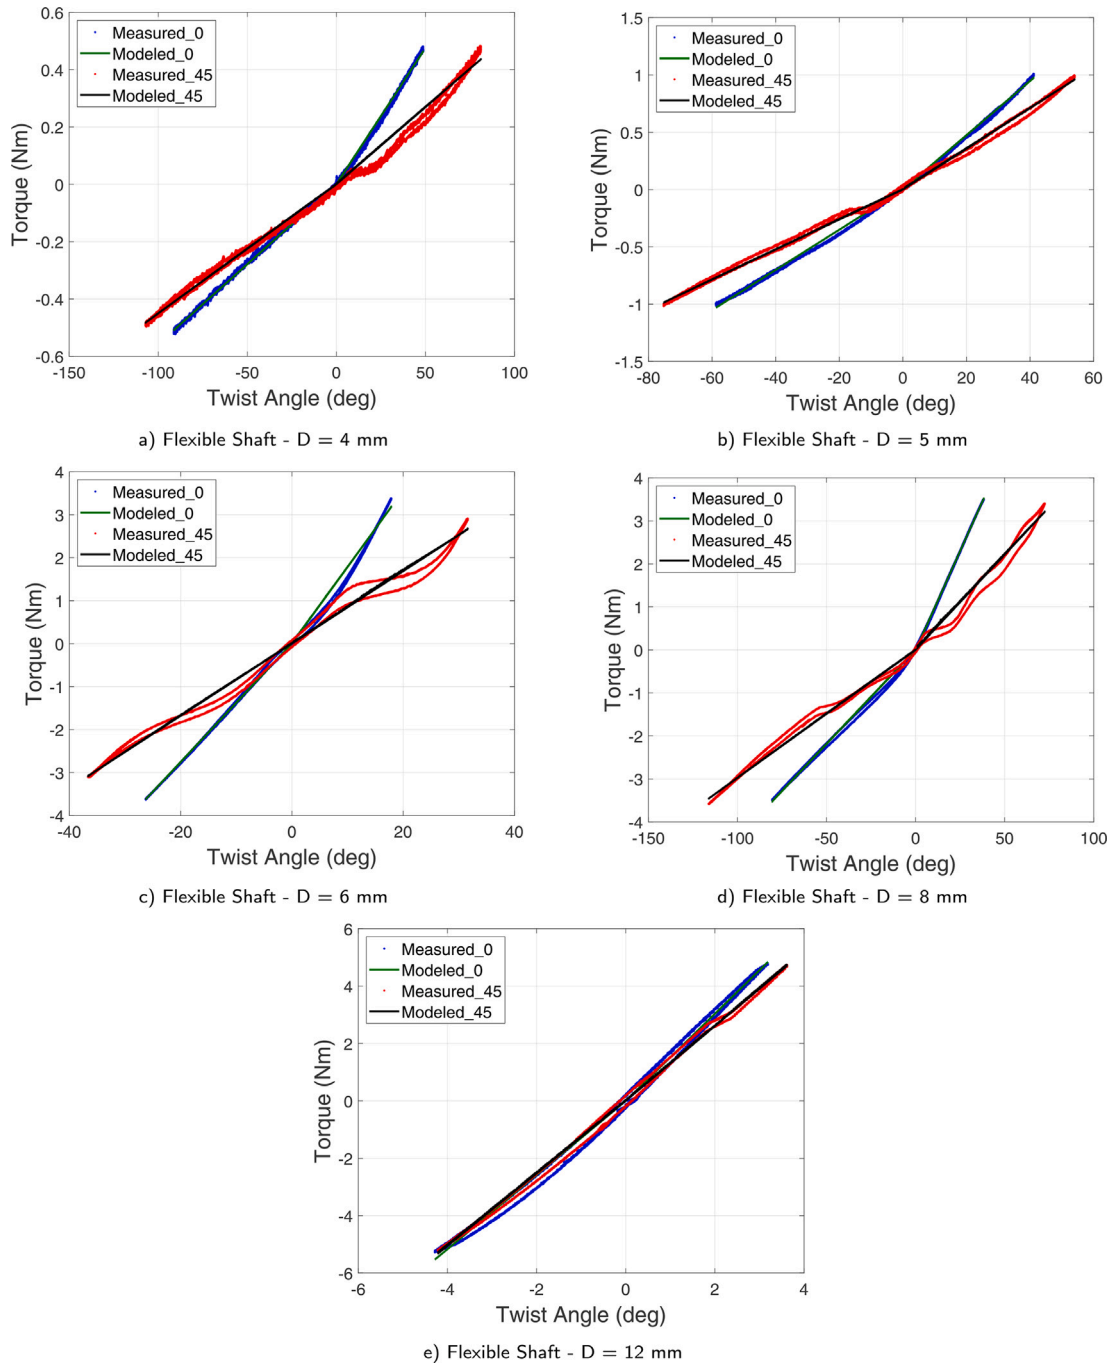 0.6
0.4
0.2
0
-0.2
-0.4
-0.6
Torque (Nm)
Measured_0
Modeled_0
Measured_45
Modeled_45
-150 -100 -50 0 50 100
Twist Angle (deg)
a) Flexible Shaft - D = 4 mm
1.5
1
0.5
0
-0.5
-1
-1.5
Torque (Nm)
Measured_0
Modeled_0
Measured_45
Modeled_45
-80 -60 -40 -20 0 20 40 60
Twist Angle (deg)
b) Flexible Shaft - D = 5 mm
4
3
2
1
0
-1
-2
-3
-4
Torque (Nm)
Measured_0
Modeled_0
Measured_45
Modeled_45
-40 -20 0 20 40
Twist Angle (deg)
c) Flexible Shaft - D = 6 mm
4
3
2
1
0
-1
-2
-3
-4
Torque (Nm)
Measured_0
Modeled_0
Measured_45
Modeled_45
-150 -100 -50 0 50 100
Twist Angle (deg)
d) Flexible Shaft - D = 8 mm
6
4
2
0
-2
-4
-6
Torque (Nm)
Measured_0
Modeled_0
Measured_45
Modeled_45
-6 -4 -2 0 2 4
Twist Angle (deg)
e) Flexible Shaft - D = 12 mm